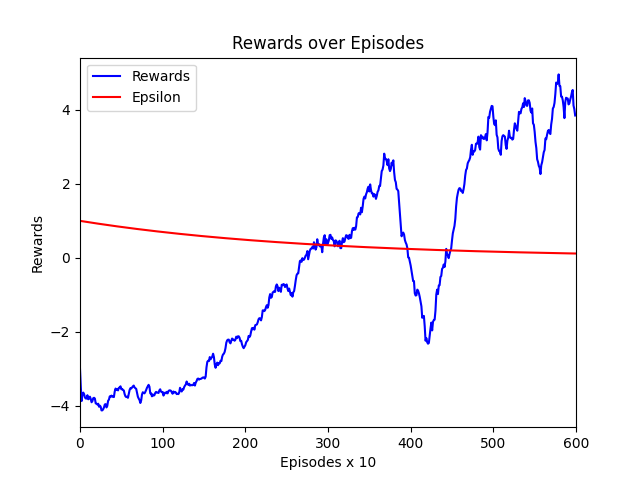 Rewards over Episodes
Rewards
Epsilon
4
2
0
−2
−4
Rewards
0 100 200 300 400 500 600
Episodes x 10